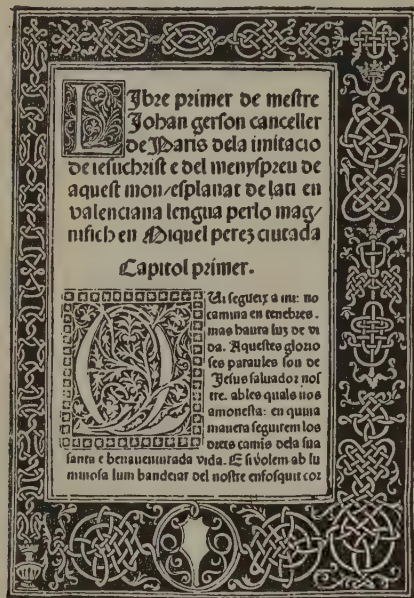 LIbre primer de mestre
Johan gerson canceller
de Paris dela imitacio
de iesuchrist e del menyspreu de
aquest mon/esplanat de lati en
valenciana lengua perlo mag/
nifich en Miquel perez ciutada
Capitol primer.
QUi segueix a mi: no
camina en tenebres.
mas haura luz de vi
da. Aquestes glorio
ses paraules son de
Jesus saluador nos
tre. ables quals nos
amonesta: en quina
manera seguirem los
drets camis dela sua
santa e benauenturada vida. E si volem ab lu
minosa lum bandeiar del nostre enfosquit cor